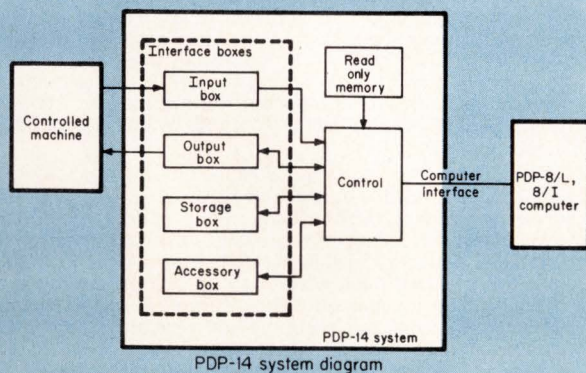 Interface boxes
Controlled
machine
Input
box
Output
box
Storage
box
Accessory
box
Read
only
memory
Control
Computer
interface
PDP-8/L,
8/I
computer
PDP-14 system
PDP-14 system diagram